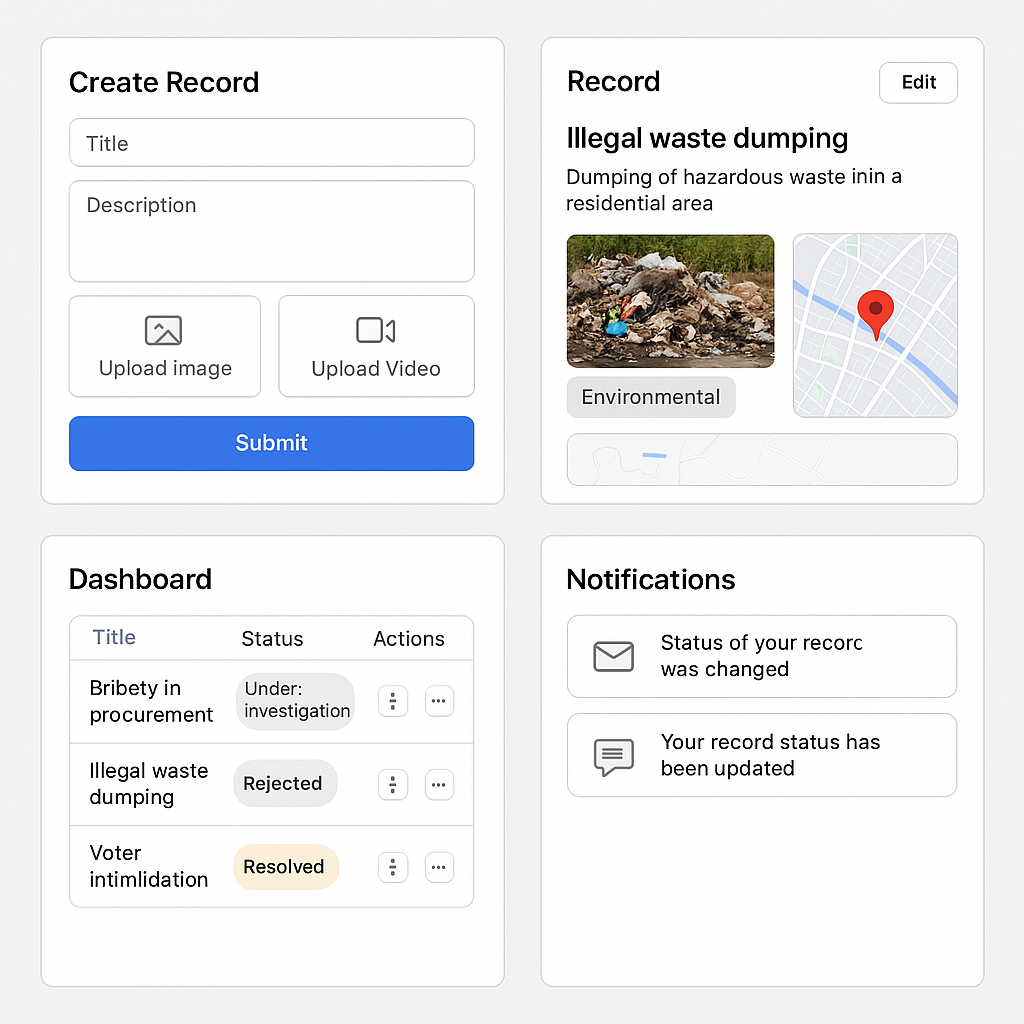 Create Record
Title
Description
Upload image
Upload Video
Submit
Record
Edit
Illegal waste dumping
Dumping of hazardous waste inin a
residential area
Environmental
Dashboard
Title
Status
Actions
Bribety in
procurement
Under:
investigation
Illegal waste
dumping
Rejected
Voter
intimlidation
Resolved
Notifications
Status of your recorc
was changed
Your record status has
been updated